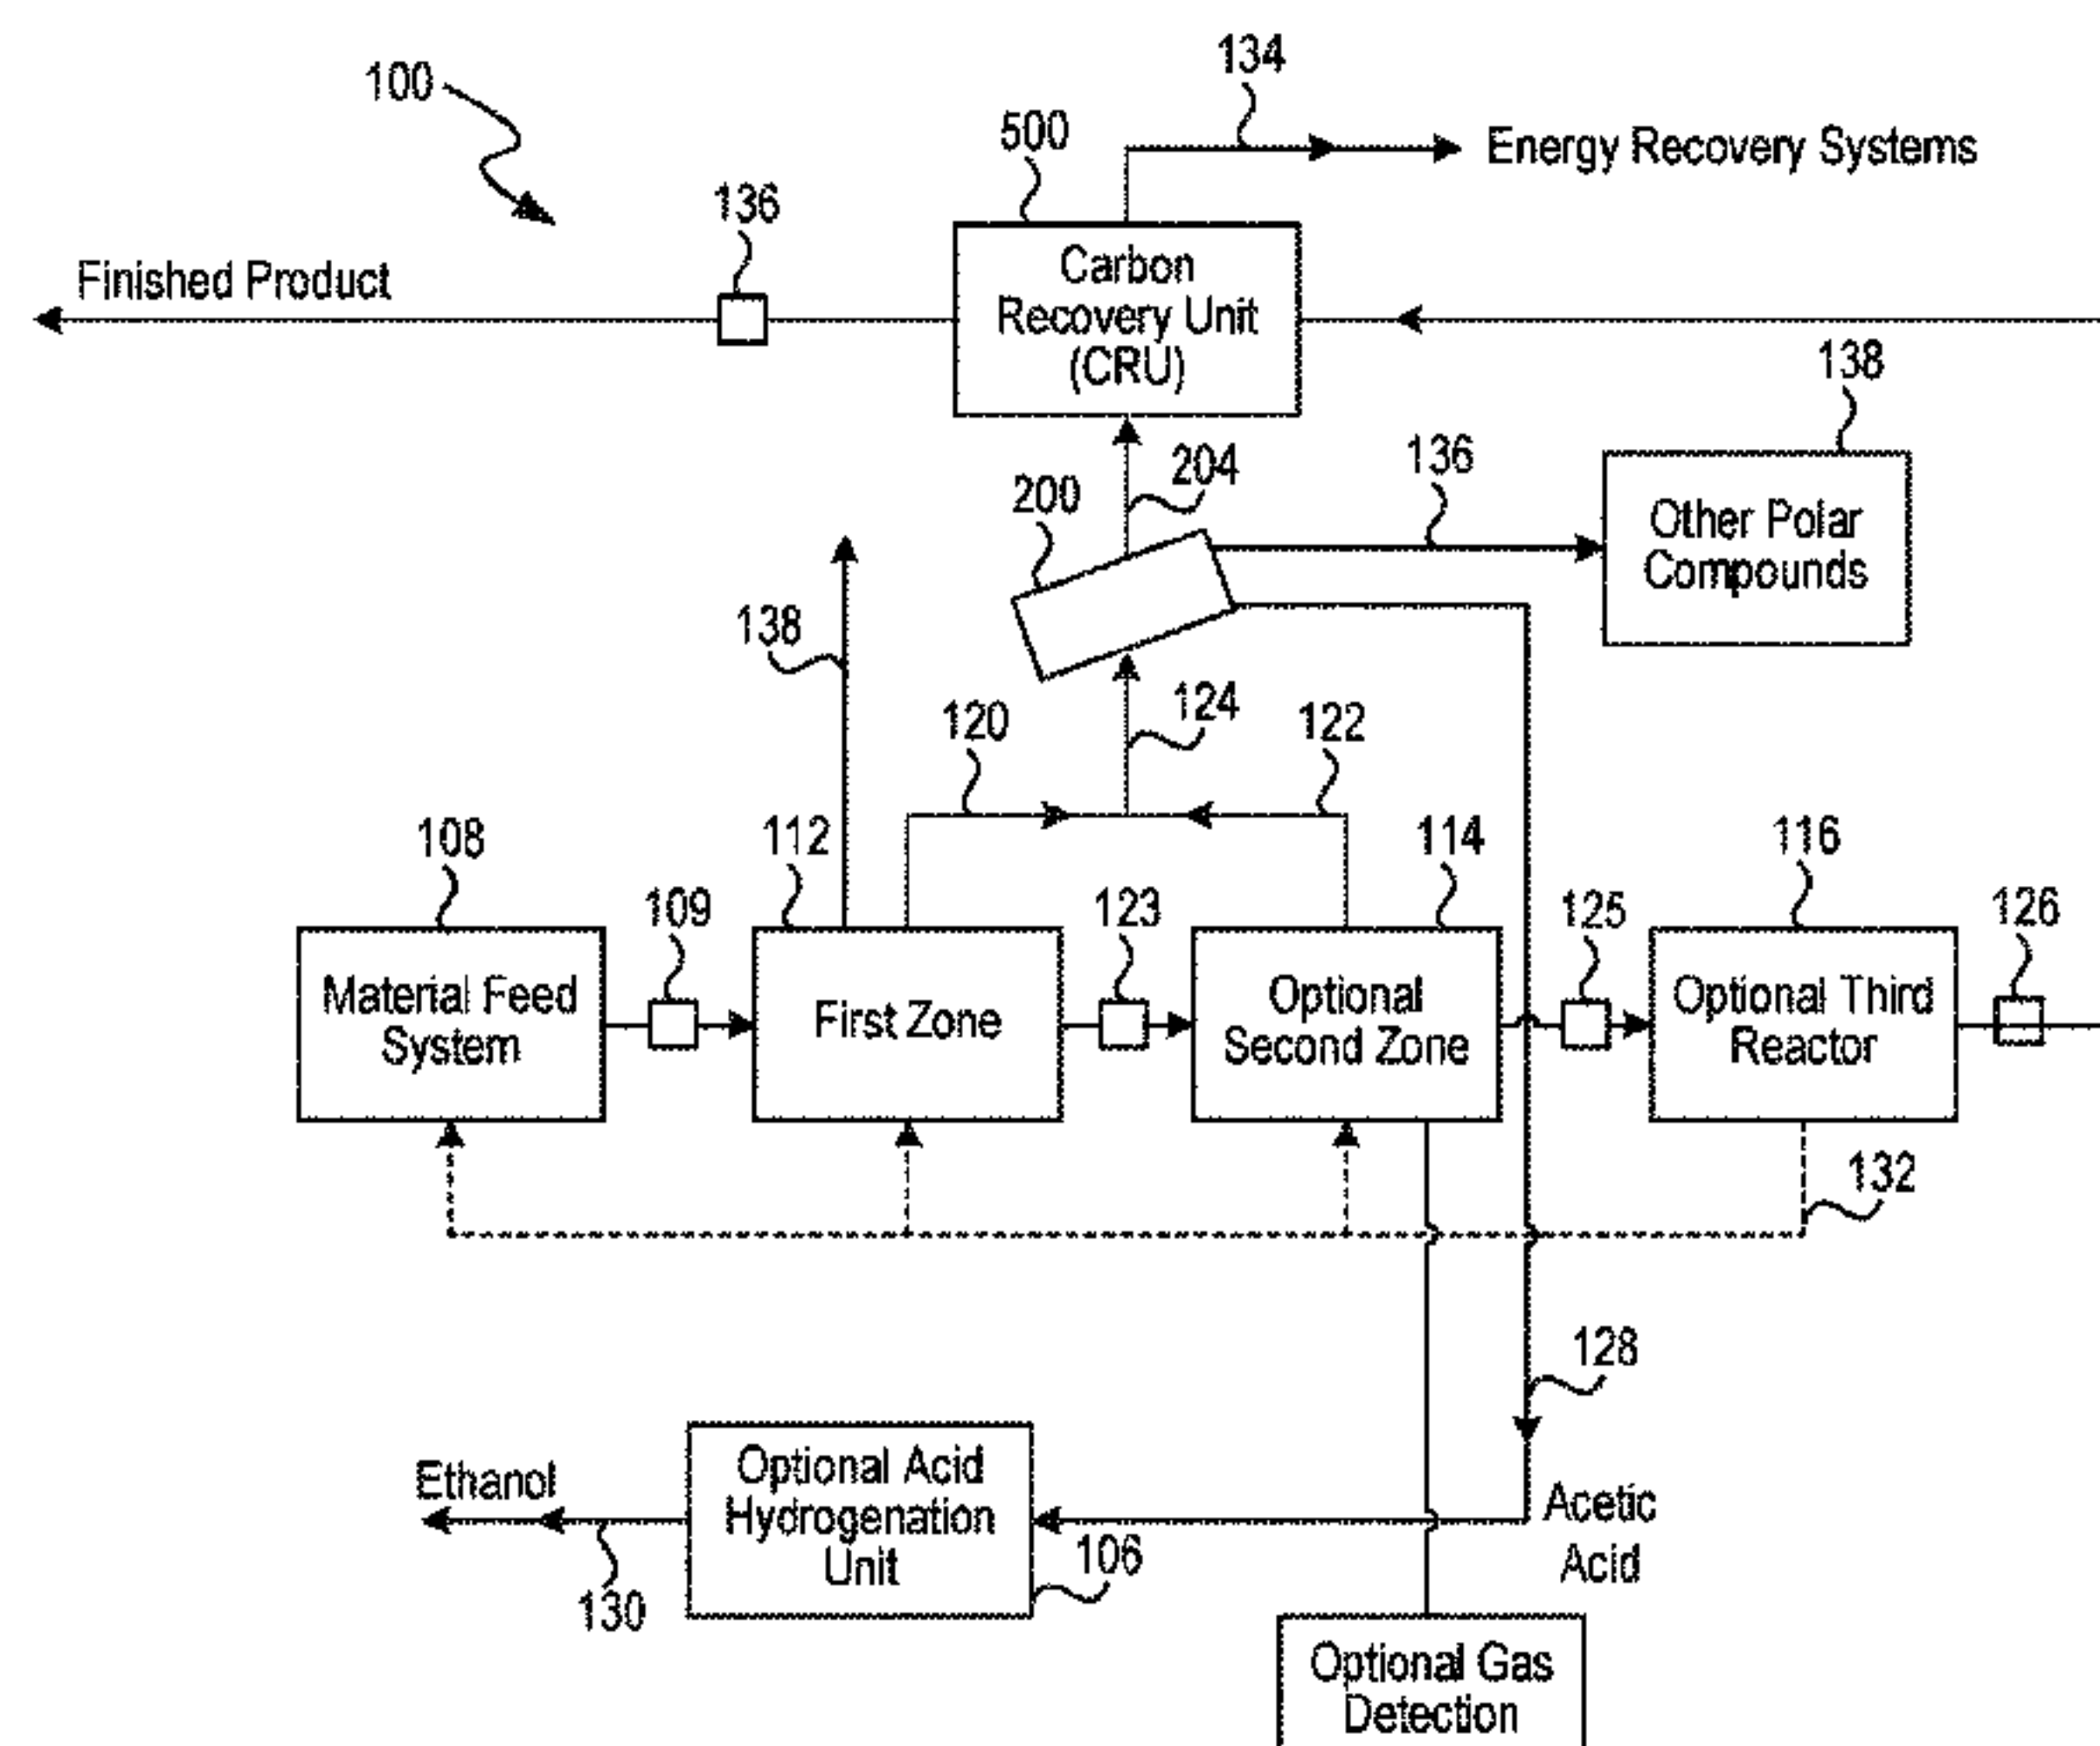 134
100
500
Energy Recovery Systems
136
Finished Product
Carbon
Recovery Unit
(CRU)
138
136
204
200
Other Polar
Compounds
138
124
120
122
108
112
114
116
109
123
125
126
Material Feed
System
First Zone
Optional
Second Zone
Optional Third
Reactor
132
128
Ethanol
Optional Acid
Hydrogenation
Unit
Acetic
Acid
106
130
Optional Gas
Detection